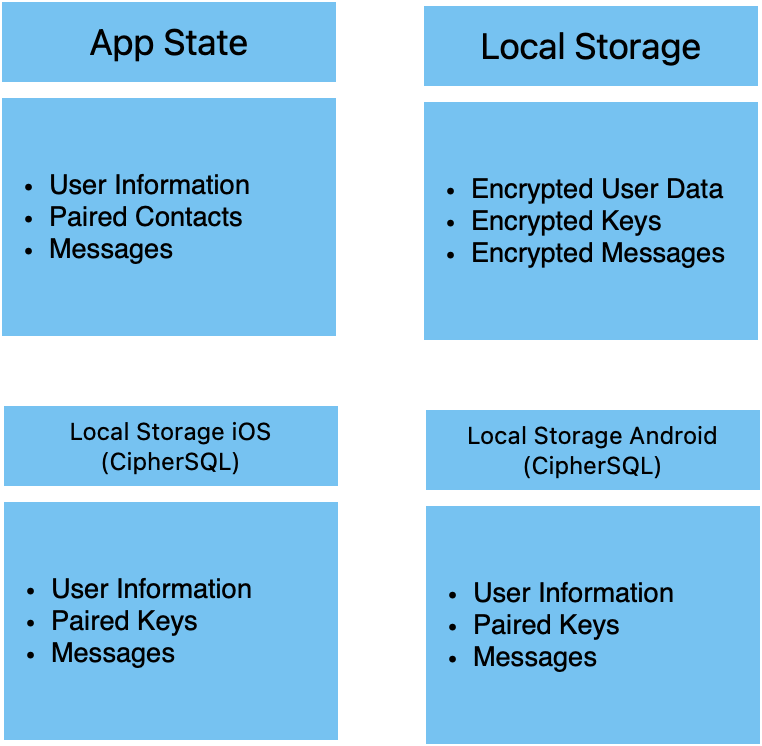 App State
• User Information
• Paired Contacts
• Messages
Local Storage
• Encrypted User Data
• Encrypted Keys
• Encrypted Messages
Local Storage iOS
(CipherSQL)
• User Information
• Paired Keys
• Messages
Local Storage Android
(CipherSQL)
• User Information
• Paired Keys
• Messages